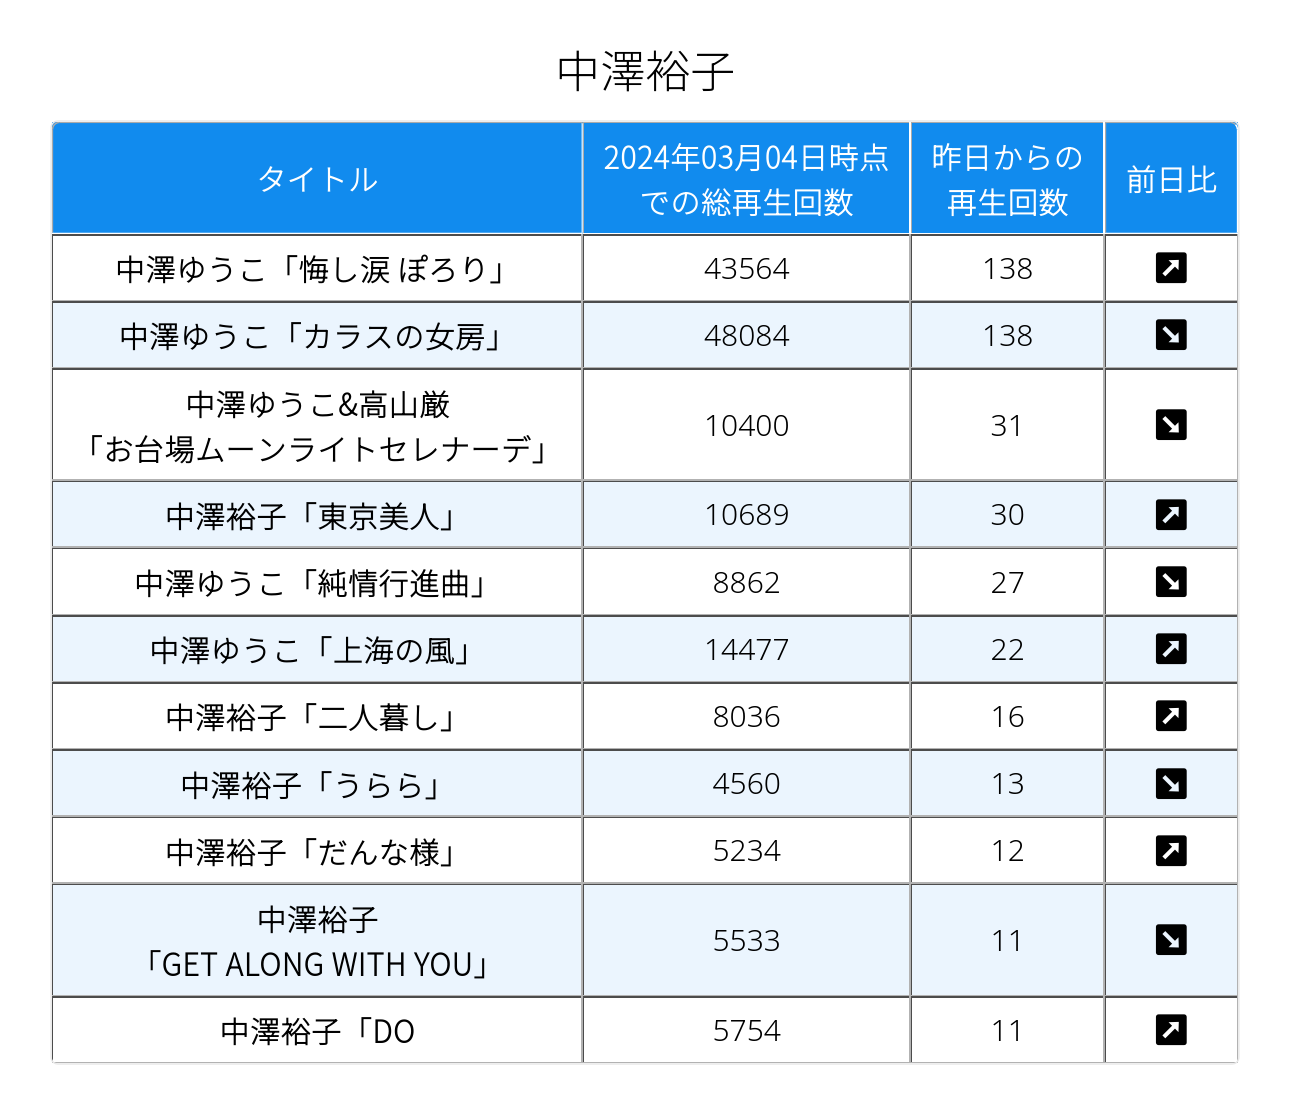 中澤裕子
タイトル
2024年03月04日時点
での総再生回数
昨日からの
再生回数
前日比
中澤ゆうこ「悔し涙 ぽろり」 43564 138
中澤ゆうこ「カラスの女房」 48084 138
中澤ゆうこ&高山厳
「お台場ムーンライトセレナーデ」 10400 31
中澤裕子「東京美人」 10689 30
中澤ゆうこ「純情行進曲」 8862 27
中澤ゆうこ「上海の風」 14477 22
中澤裕子「二人暮し」 8036 16
中澤裕子「うらら」 4560 13
中澤裕子「だんな様」 5234 12
中澤裕子
「GET ALONG WITH YOU」 5533 11
中澤裕子「DO 5754 11